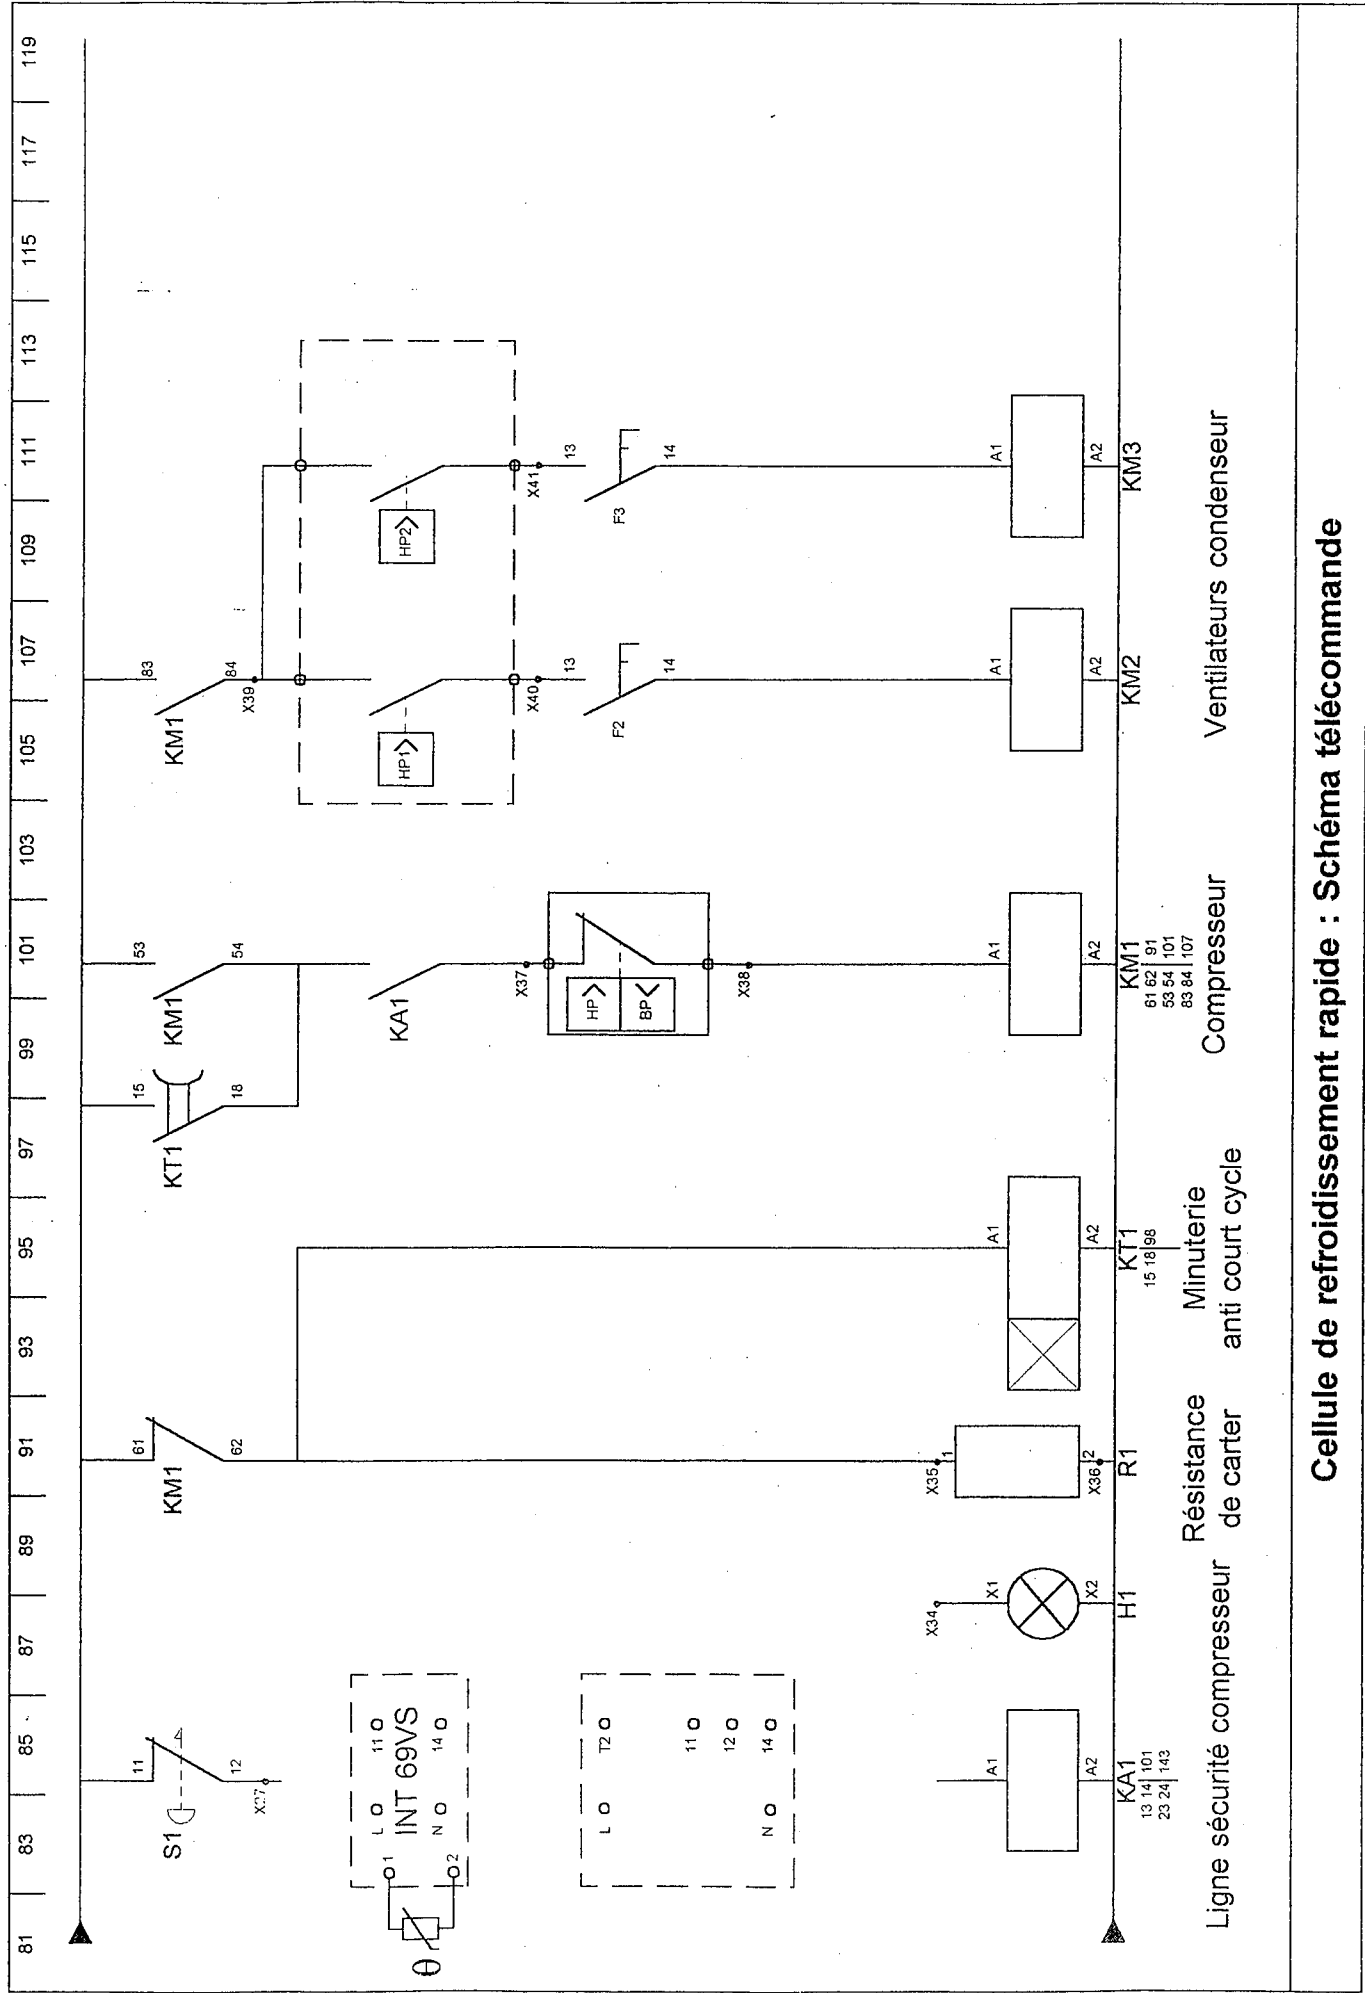 81 83 85 87 89 91 93 95 97 99 101 103 105 107 109 111 113 115 117 119
11
S1
12
X27
61
KM1
62
15
KT1
18
53
KM1
54
83
KM1
84
X39
θ
1
2
L
11
INT 69VS
N
14
L
T2
11
12
N
14
KA1
X37
HP >
BP <
X38
HP1 >
X40
13
F2
14
HP2 >
X41
13
F3
14
A1
A2
KA1
13 14 101
23 24 143
X34
X1
X2
H1
X35
1
X36
2
R1
A1
A2
KT1
15 18 98
A1
A2
KM1
61 62 91
53 54 101
83 84 107
A1
A2
KM2
A1
A2
KM3
Ligne sécurité compresseur
Résistance
de carter
Minuterie
anti court cycle
Compresseur
Ventilateurs condenseur
Cellule de refroidissement rapide : Schéma télécommande